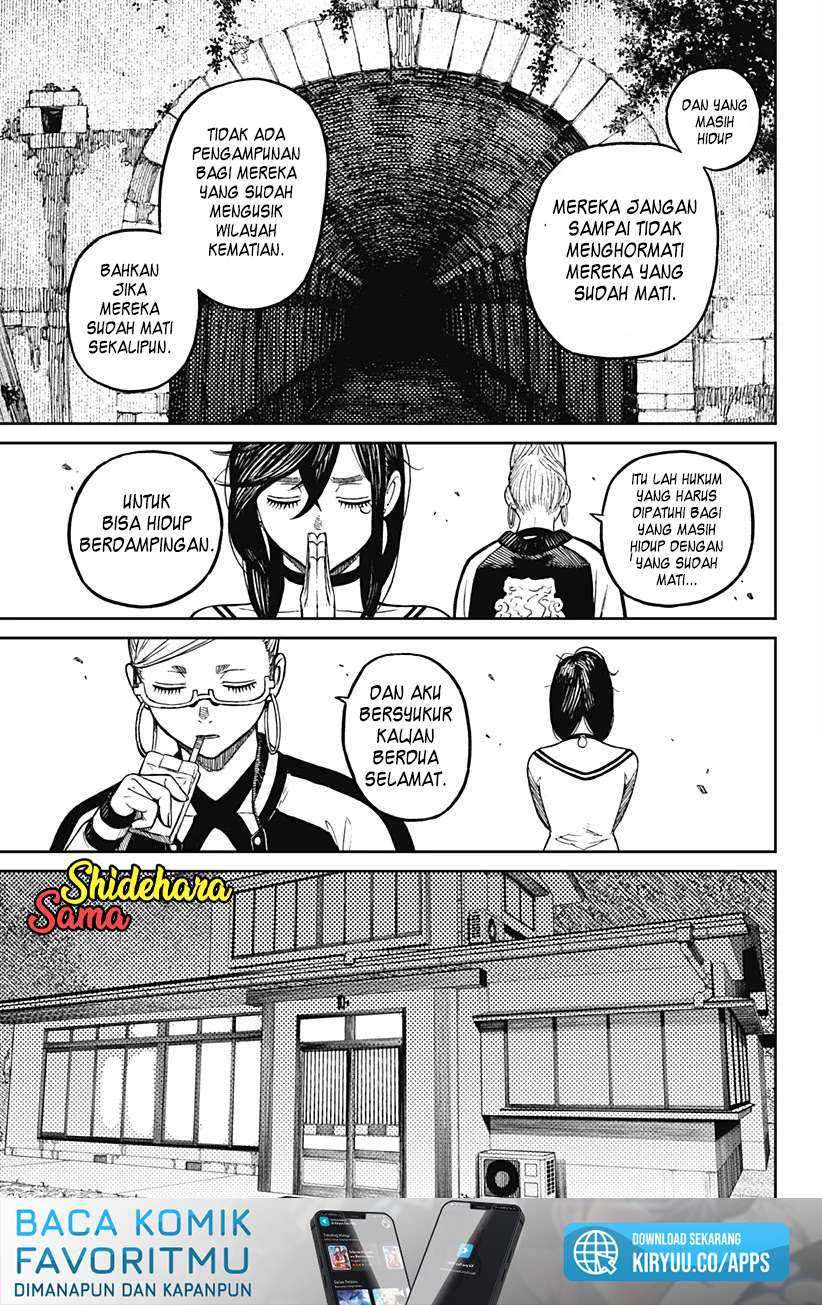 DAN YANG
MASIH
HIDUP
MEREKA JANGAN
SAMPAI TIDAK
MENGHORMATI
MEREKA YANG
SUDAH MATI.
TIDAK ADA
PENGAMPUNAN
BAGI MEREKA
YANG SUDAH
MENGUSIK
WILAYAH
KEMATIAN.
BAHKAN
JIKA
MEREKA
SUDAH MATI
SEKALIPUN.
ITU LAH HUKUM
YANG HARUS
DIPATUHI BAGI
YANG MASIH
HIDUP DENGAN
YANG SUDAH
MATI...
UNTUK
BISA HIDUP
BERDAMPINGAN.
DAN AKU
BERSYUKUR
KALIAN
BERDUA
SELAMAT.
Shidehara
Sama
BACA KOMIK
FAVORITMU
DIMANAPUN DAN KAPANPUN
DOWNLOAD SEKARANG
KIRYUU.CO/APPS